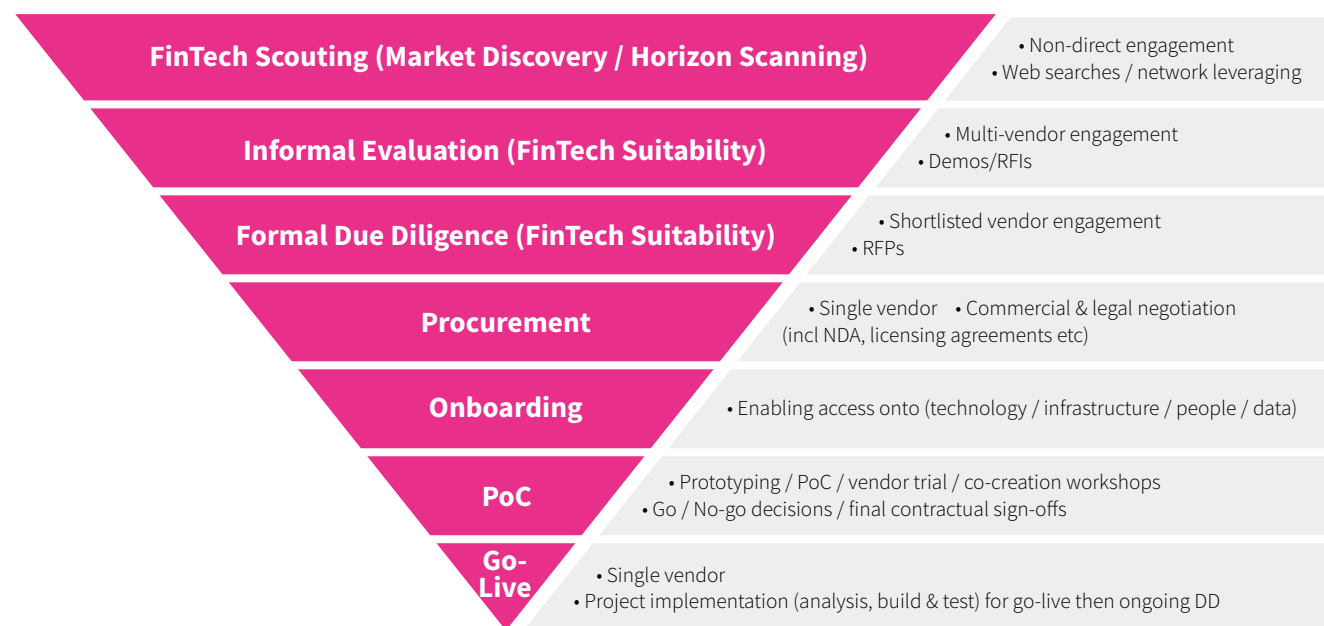 FinTech Scouting (Market Discovery / Horizon Scanning)
• Non-direct engagement
• Web searches / network leveraging
Informal Evaluation (FinTech Suitability)
• Multi-vendor engagement
• Demos/RFIs
Formal Due Diligence (FinTech Suitability)
• Shortlisted vendor engagement
• RFPs
Procurement
• Single vendor • Commercial & legal negotiation
(incl NDA, licensing agreements etc)
Onboarding
• Enabling access onto (technology / infrastructure / people / data)
PoC
• Prototyping / PoC / vendor trial / co-creation workshops
• Go / No-go decisions / final contractual sign-offs
Go-
Live
• Single vendor
• Project implementation (analysis, build & test) for go-live then ongoing DD